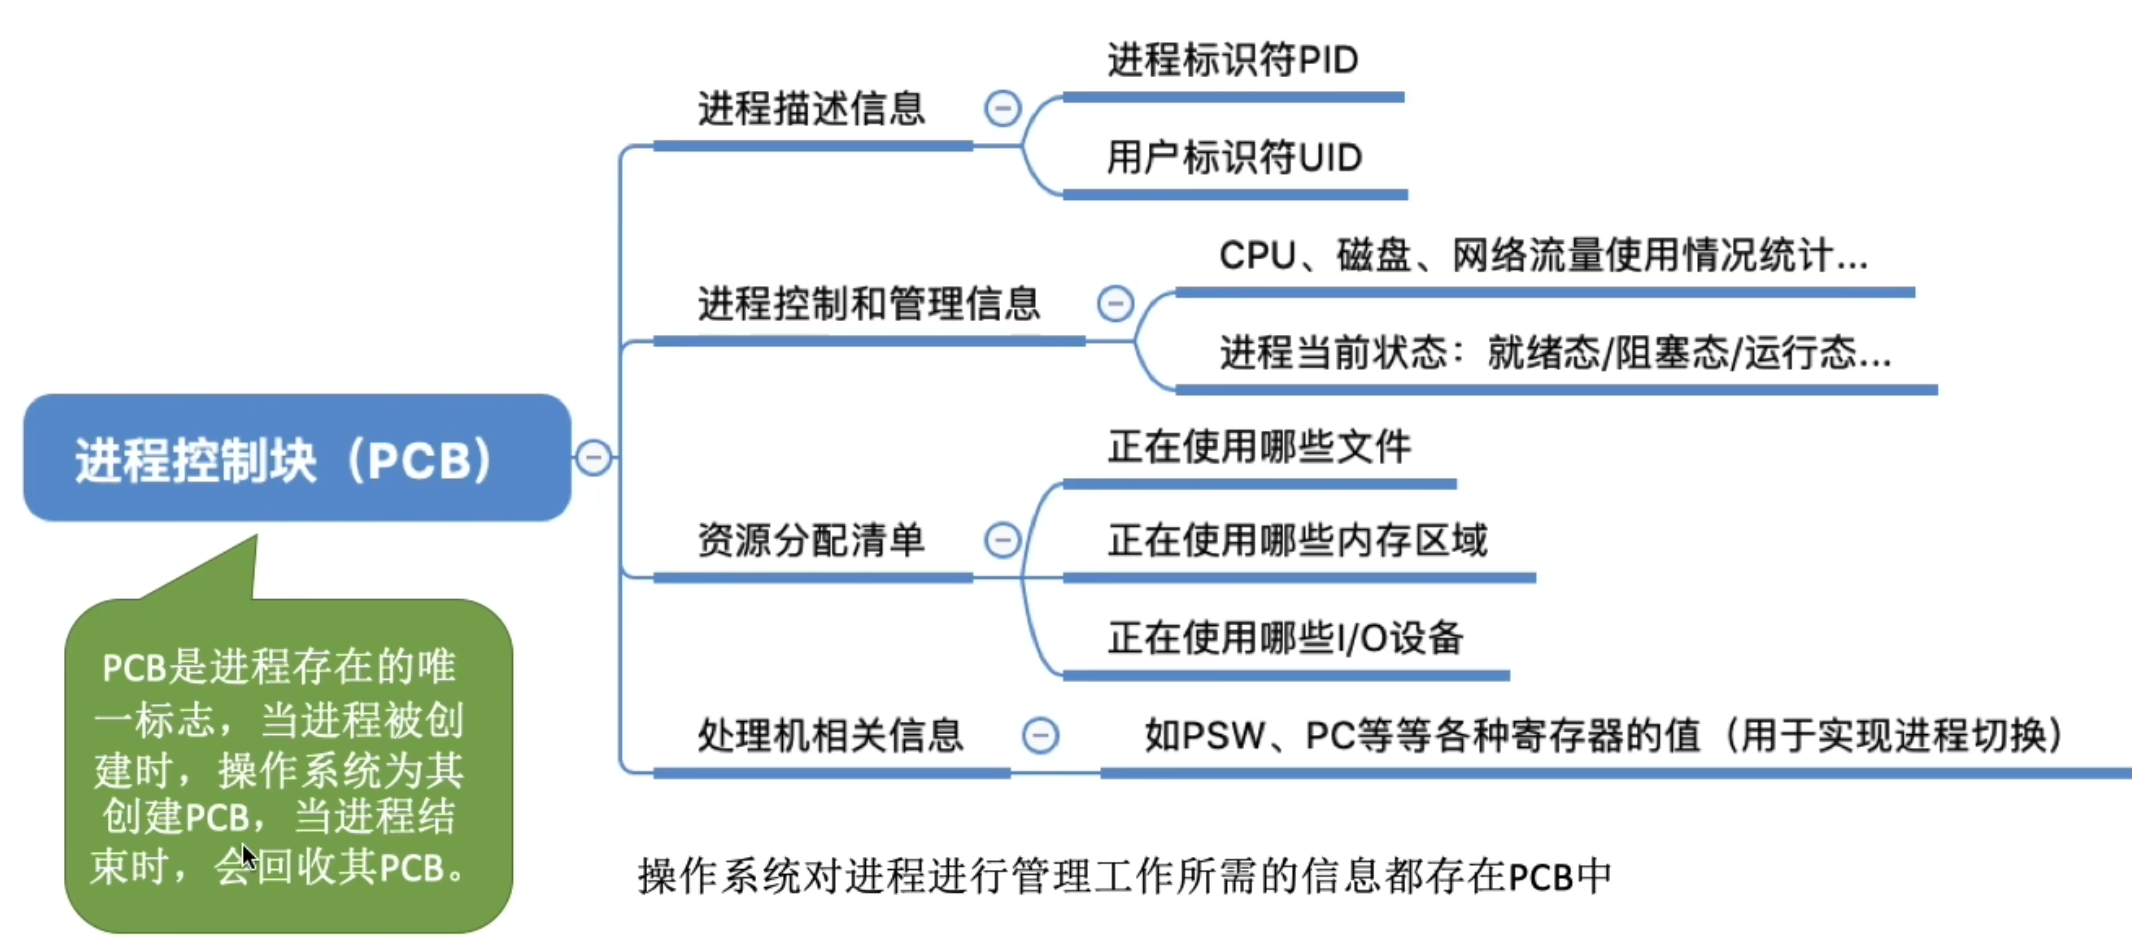 进程控制块（PCB）
进程描述信息
进程标识符PID
用户标识符UID
进程控制和管理信息
CPU、磁盘、网络流量使用情况统计...
进程当前状态：就绪态/阻塞态/运行态...
资源分配清单
正在使用哪些文件
正在使用哪些内存区域
正在使用哪些I/O设备
处理机相关信息
如PSW、PC等等各种寄存器的值（用于实现进程切换）
PCB是进程存在的唯
一标志，当进程被创
建时，操作系统为其
创建PCB，当进程结
束时，会回收其PCB。
操作系统对进程进行管理工作所需的信息都存在PCB中